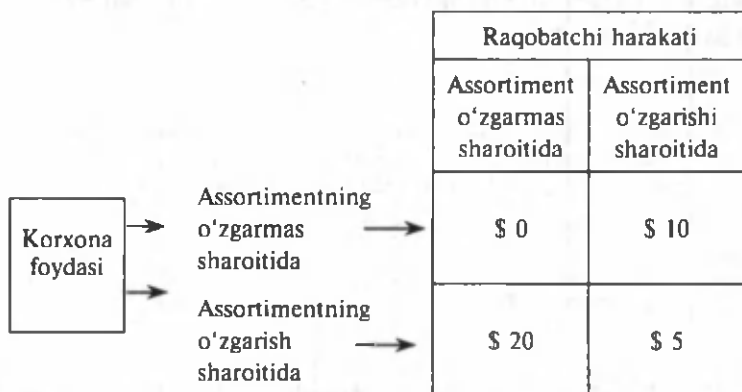 Raqobatchi harakati
Assortiment
o‘zgarmas
sharoitida
Assortiment
o‘zgarishi
sharoitida
Korxona
foydasi
Assortimentning
o‘zgarmas
sharoitida
$ 0
$ 10
Assortimentning
o‘zgarish
sharoitida
$ 20
$ 5